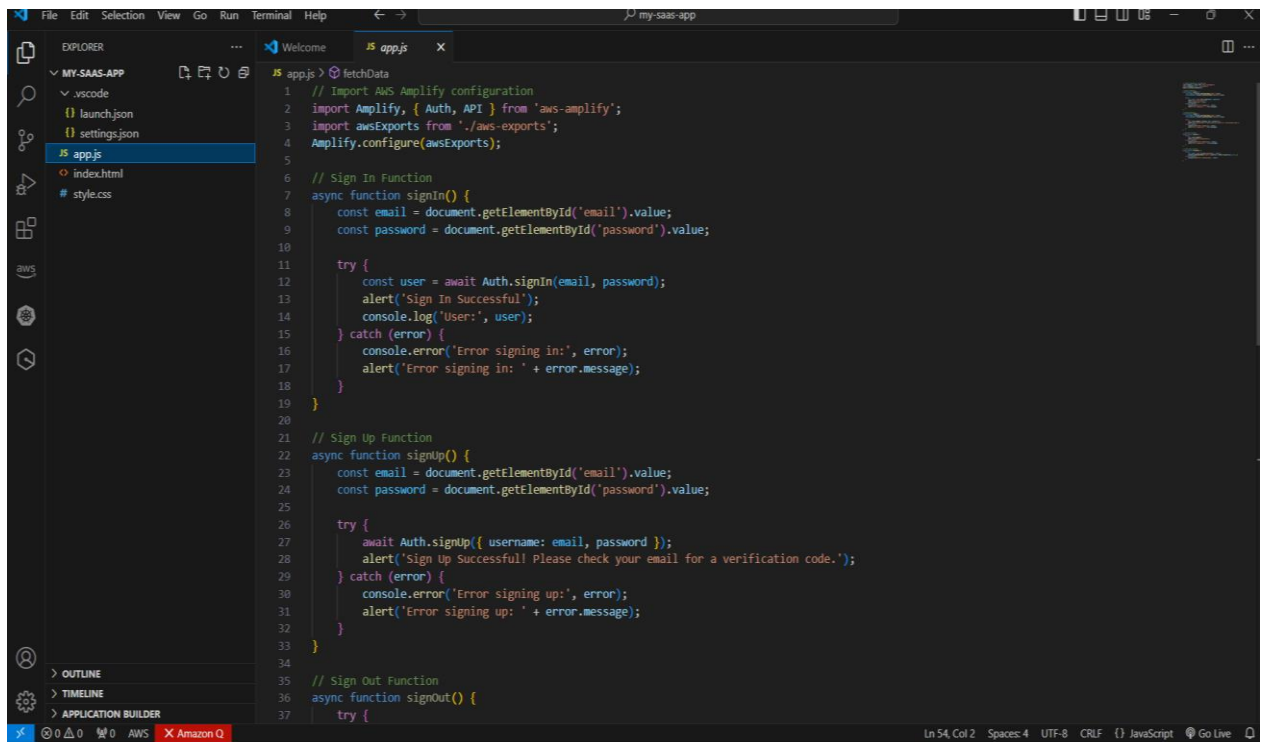 File Edit Selection View Go Run Terminal Help
my-saas-app
EXPLORER
MY-SAAS-APP
.vscode
{} launch.json
{} settings.json
JS app.js
<> index.html
# style.css
Welcome
JS app.js
JS app.js > fetchData
1 // Import AWS Amplify configuration
2 import Amplify, { Auth, API } from 'aws-amplify';
3 import awsExports from './aws-exports';
4 Amplify.configure(awsExports);
5
6 // Sign In Function
7 async function signIn() {
8 const email = document.getElementById('email').value;
9 const password = document.getElementById('password').value;
10
11 try {
12 const user = await Auth.signIn(email, password);
13 alert('Sign In Successful');
14 console.log('User:', user);
15 } catch (error) {
16 console.error('Error signing in:', error);
17 alert('Error signing in: ' + error.message);
18 }
19 }
20
21 // Sign Up Function
22 async function signUp() {
23 const email = document.getElementById('email').value;
24 const password = document.getElementById('password').value;
25
26 try {
27 await Auth.signUp({ username: email, password });
28 alert('Sign Up Successful! Please check your email for a verification code.');
29 } catch (error) {
30 console.error('Error signing up:', error);
31 alert('Error signing up: ' + error.message);
32 }
33 }
34
35 // Sign Out Function
36 async function signOut() {
37 try {
aws
OUTLINE
TIMELINE
APPLICATION BUILDER
0 0 0 AWS Amazon Q
Ln 54, Col 2 Spaces: 4 UTF-8 CRLF {} JavaScript Go Live